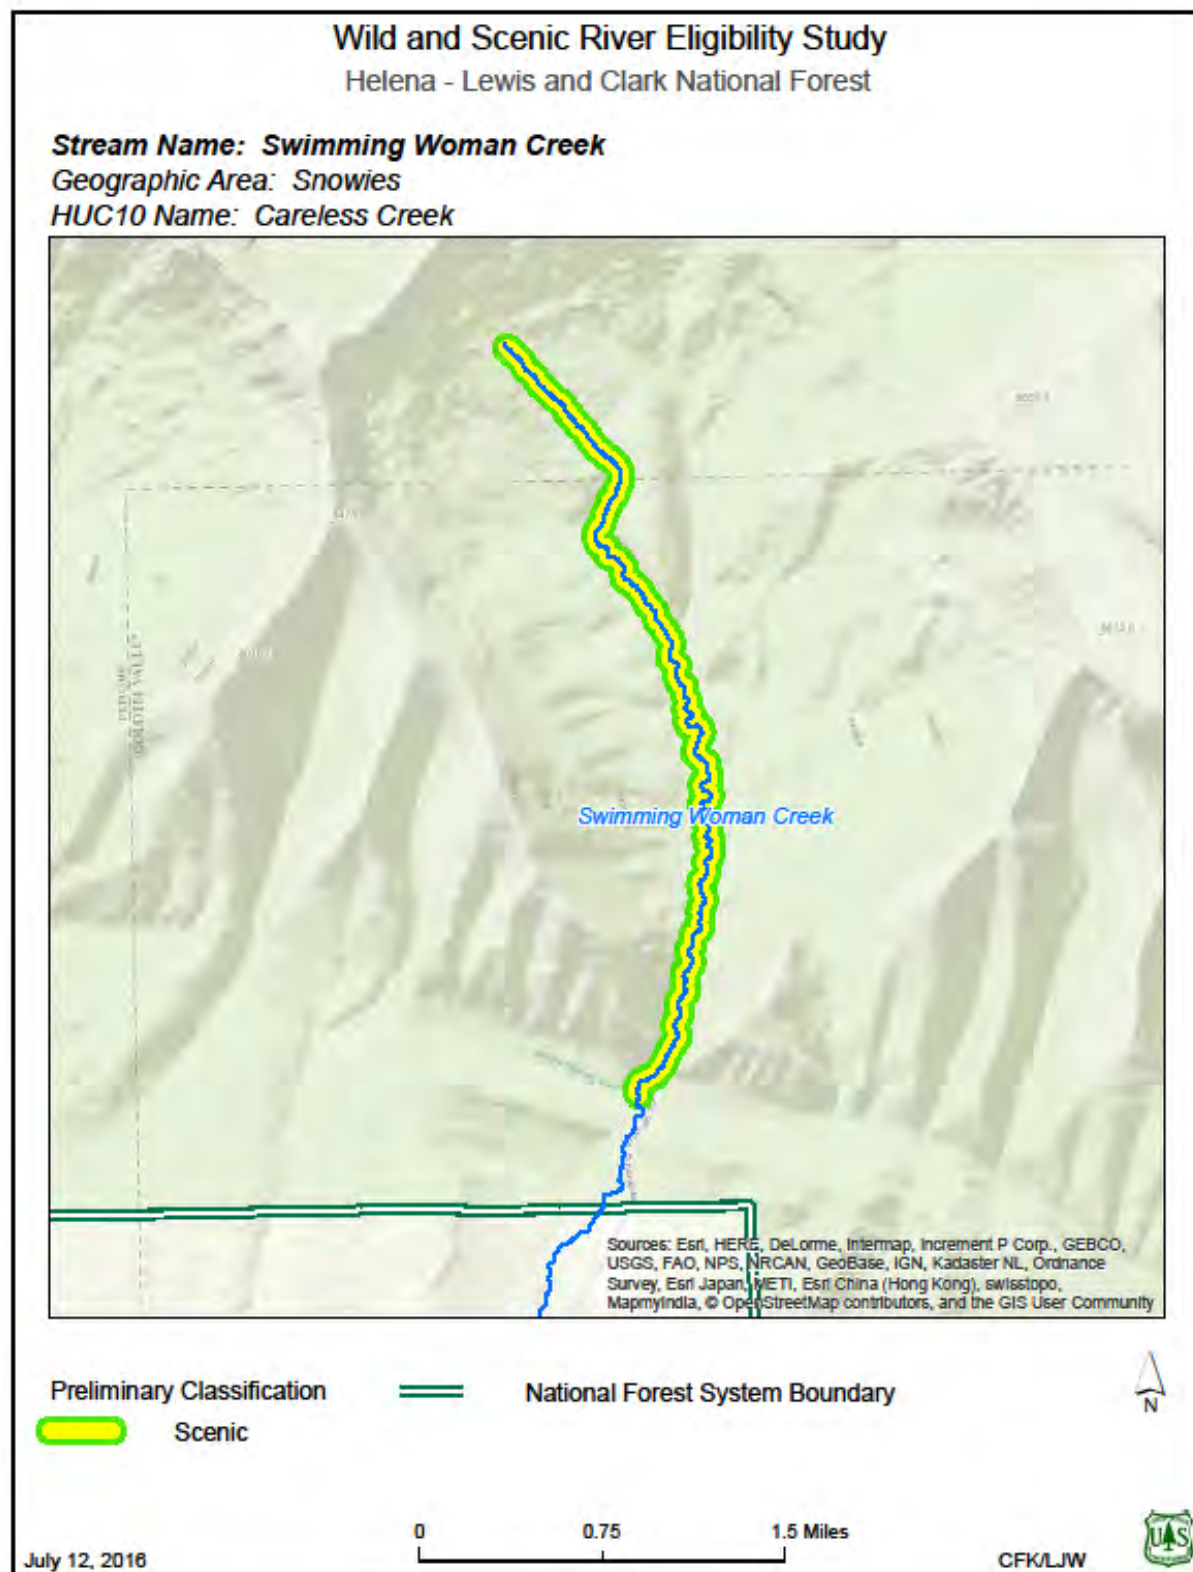 Wild and Scenic River Eligibility Study
Helena - Lewis and Clark National Forest
Stream Name: Swimming Woman Creek
Geographic Area: Snowies
HUC10 Name: Careless Creek
GOLDEN VALLEY
Swimming Woman Creek
Sources: Esri, HERE, DeLorme, Intermap, Increment P Corp., GEBCO,
USGS, FAO, NPS, NRCAN, GeoBase, IGN, Kadaster NL, Ordnance
Survey, Esri Japan, METI, Esri China (Hong Kong), swisstopo,
MapmyIndia, © OpenStreetMap contributors, and the GIS User Community
Preliminary Classification
National Forest System Boundary
Scenic
N
0 0.75 1.5 Miles
July 12, 2016
CFK/LJW
U S